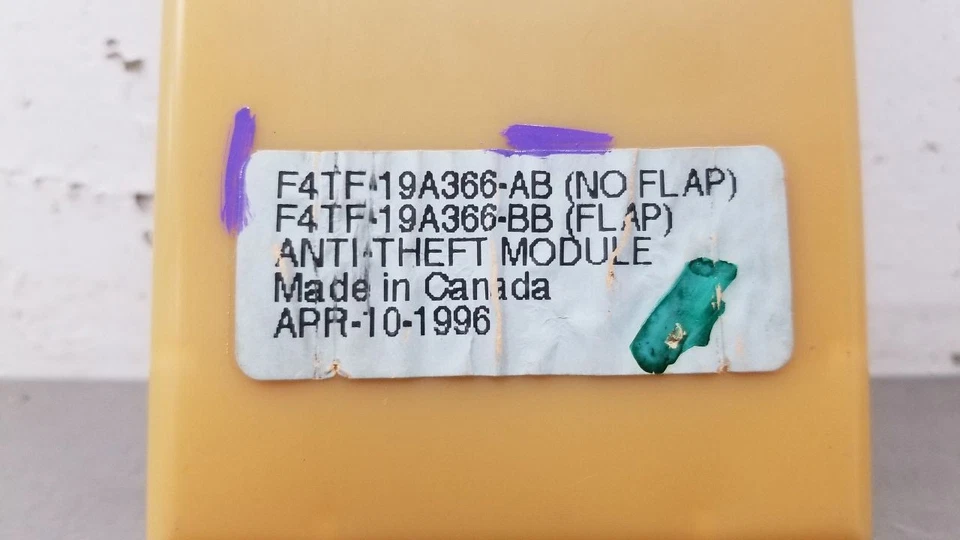 F4TF-19A366-AB (NO FLAP)
F4TF-19A366-BB (FLAP)
ANTI-THEFT MODULE
Made in Canada
APR-10-1996